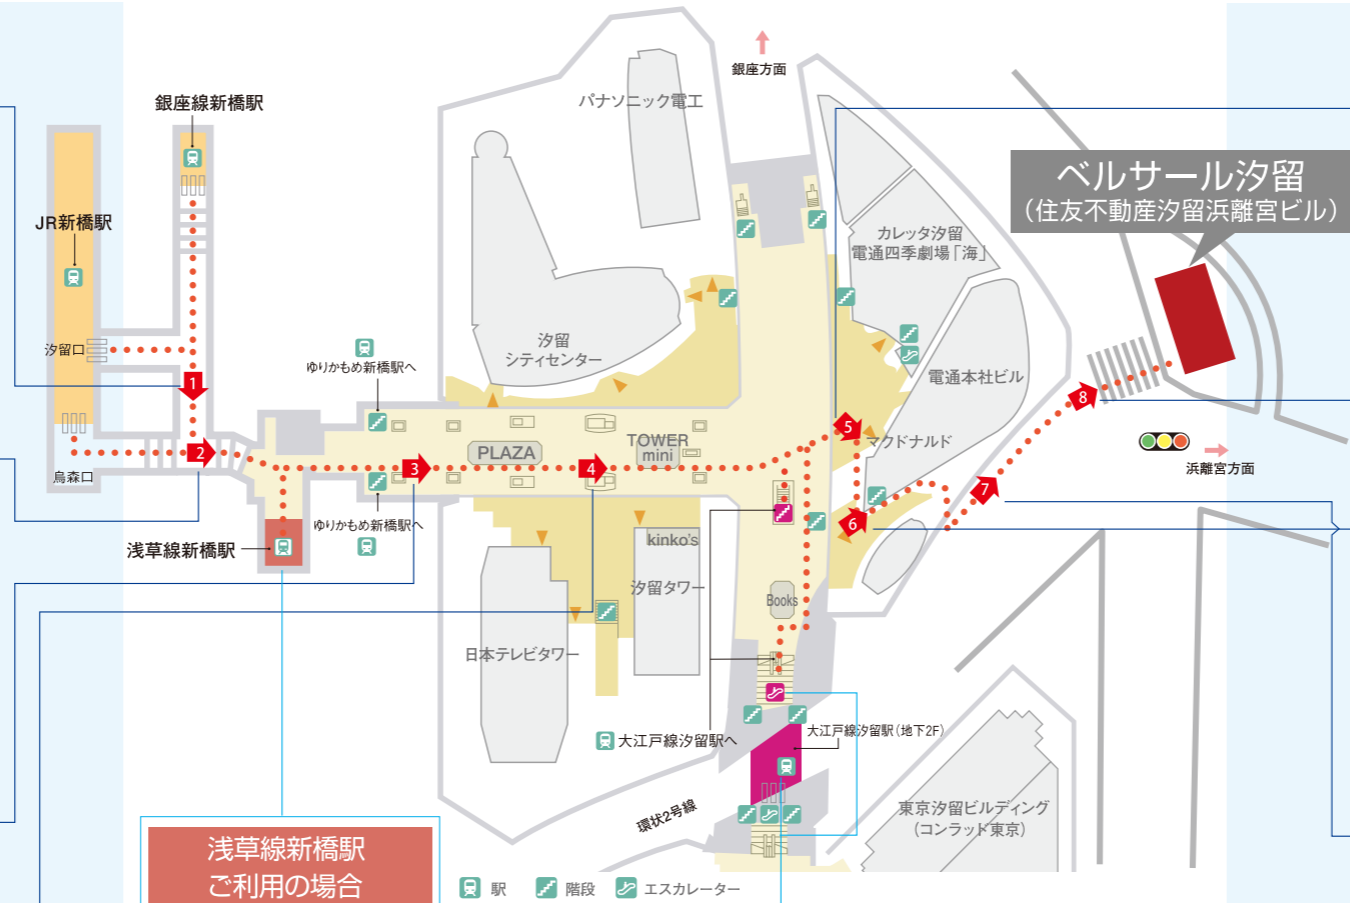 銀座方面
パナソニック電工
銀座線新橋駅
JR新橋駅
ベルサール汐留
(住友不動産汐留浜離宮ビル)
カレッタ汐留
電通四季劇場「海」
汐留口
汐留
シティセンター
ゆりかもめ新橋駅へ
電通本社ビル
1
8
5
マクドナルド
TOWER
mini
PLAZA
2
3
4
烏森口
浜離宮方面
7
6
ゆりかもめ新橋駅へ
浅草線新橋駅
kinko's
汐留タワー
Books
日本テレビタワー
大江戸線汐留駅へ
大江戸線汐留駅(地下2F)
環状2号線
東京汐留ビルディング
(コンラッド東京)
浅草線新橋駅
ご利用の場合
駅 階段 エスカレーター